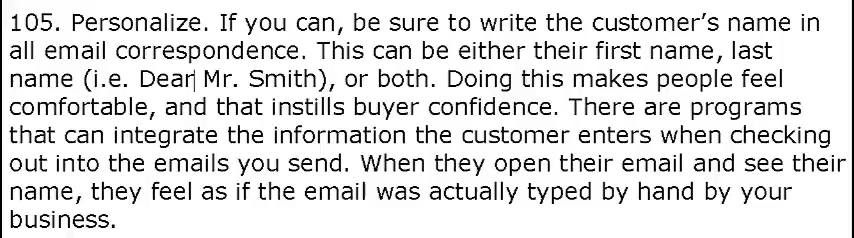 105. Personalize. If you can, be sure to write the customer's name in
all email correspondence. This can be either their first name, last
name (i.e. Dear Mr. Smith), or both. Doing this makes people feel
comfortable, and that instills buyer confidence. There are programs
that can integrate the information the customer enters when checking
out into the emails you send. When they open their email and see their
name, they feel as if the email was actually typed by hand by your
business.